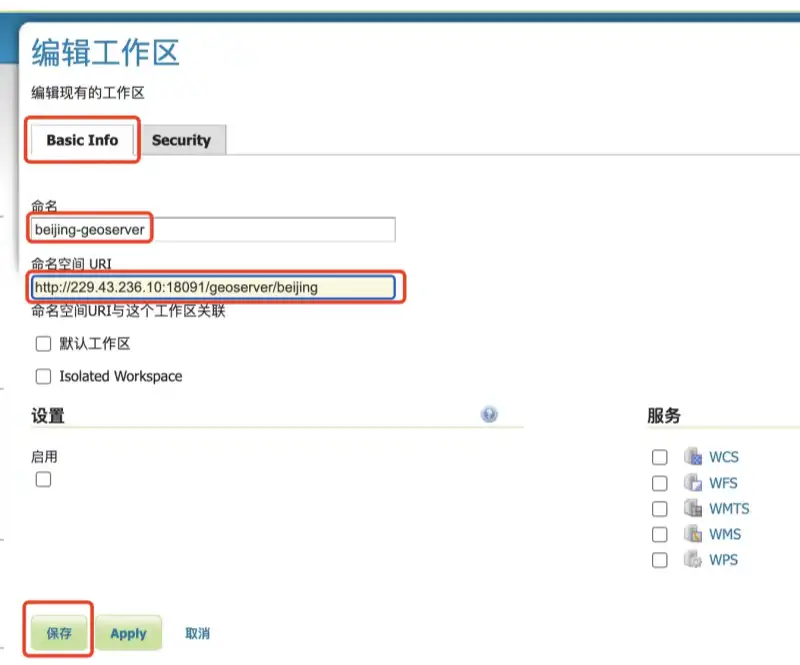 编辑工作区
编辑现有的工作区
Basic Info Security
命名
beijing-geoserver
命名空间 URI
http://229.43.236.10:18091/geoserver/beijing
命名空间URI与这个工作区关联
默认工作区
Isolated Workspace
设置 服务
启用
WCS
WFS
WMTS
WMS
WPS
保存 Apply 取消